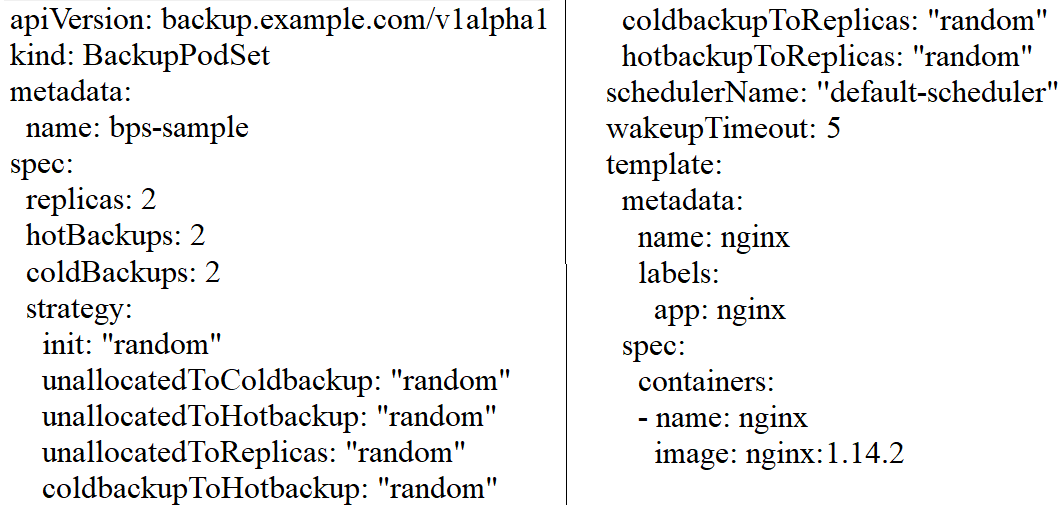 apiVersion: backup.example.com/v1alpha1
kind: BackupPodSet
metadata:
  name: bps-sample
spec:
  replicas: 2
  hotBackups: 2
  coldBackups: 2
  strategy:
    init: "random"
    unallocatedToColdbackup: "random"
    unallocatedToHotbackup: "random"
    unallocatedToReplicas: "random"
    coldbackupToHotbackup: "random"
    coldbackupToReplicas: "random"
    hotbackupToReplicas: "random"
  schedulerName: "default-scheduler"
  wakeupTimeout: 5
  template:
    metadata:
      name: nginx
      labels:
        app: nginx
    spec:
      containers:
      - name: nginx
        image: nginx:1.14.2